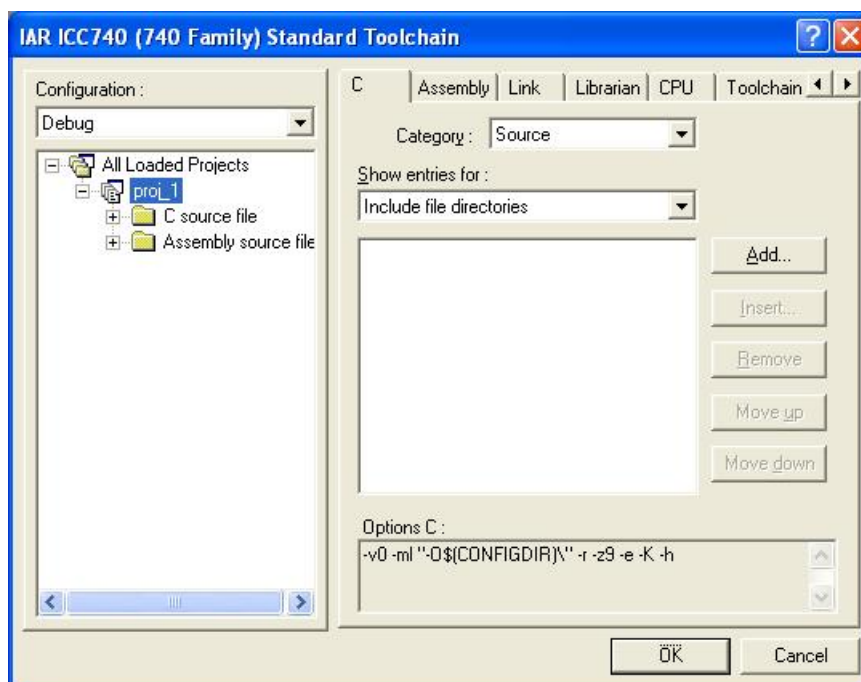 IAR ICC740 (740 Family) Standard Toolchain
Configuration :
Debug
All Loaded Projects
proj_1
C source file
Assembly source file
C Assembly Link Librarian CPU Toolchain
Category : Source
Show entries for :
Include file directories
Add...
Insert...
Remove
Move up
Move down
Options C :
-v0 -ml "-O$(CONFIGDIR)\" -r -z9 -e -K -h
OK Cancel